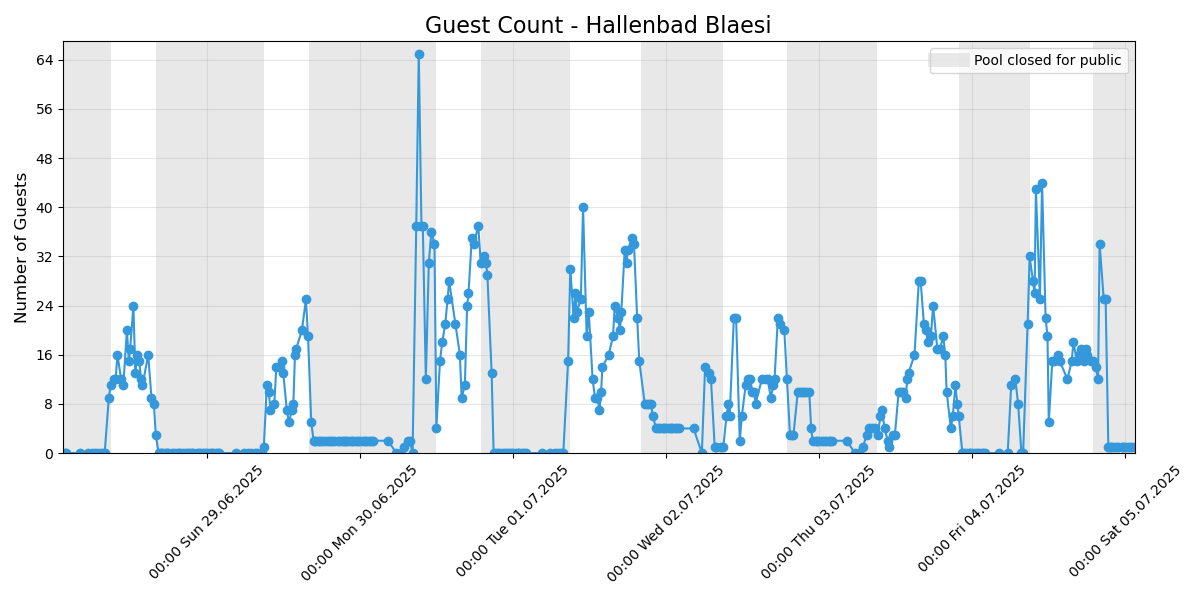 Guest Count - Hallenbad Blaesi
Pool closed for public
Number of Guests
64
56
48
40
32
24
16
8
0
00:00 Sun 29.06.2025
00:00 Mon 30.06.2025
00:00 Tue 01.07.2025
00:00 Wed 02.07.2025
00:00 Thu 03.07.2025
00:00 Fri 04.07.2025
00:00 Sat 05.07.2025